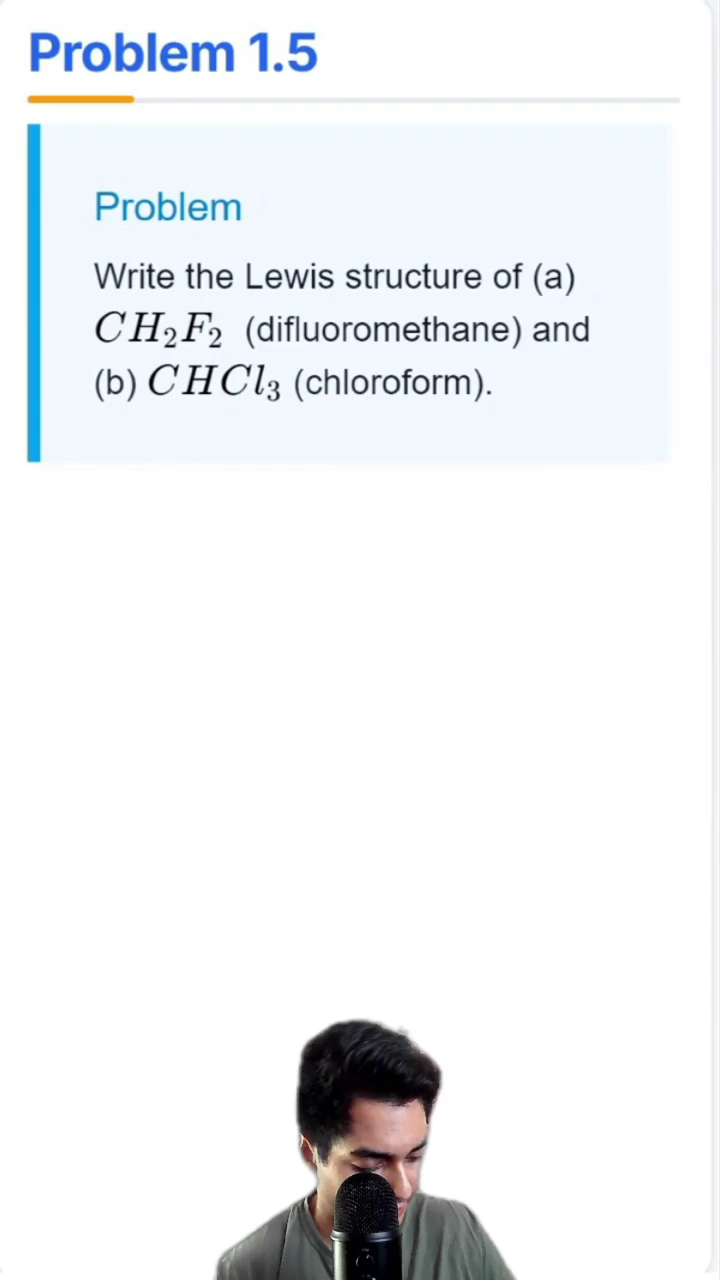 Problem 1.5
Problem
Write the Lewis structure of (a)
CH₂F₂ (difluoromethane) and
(b) CHCl₃ (chloroform).